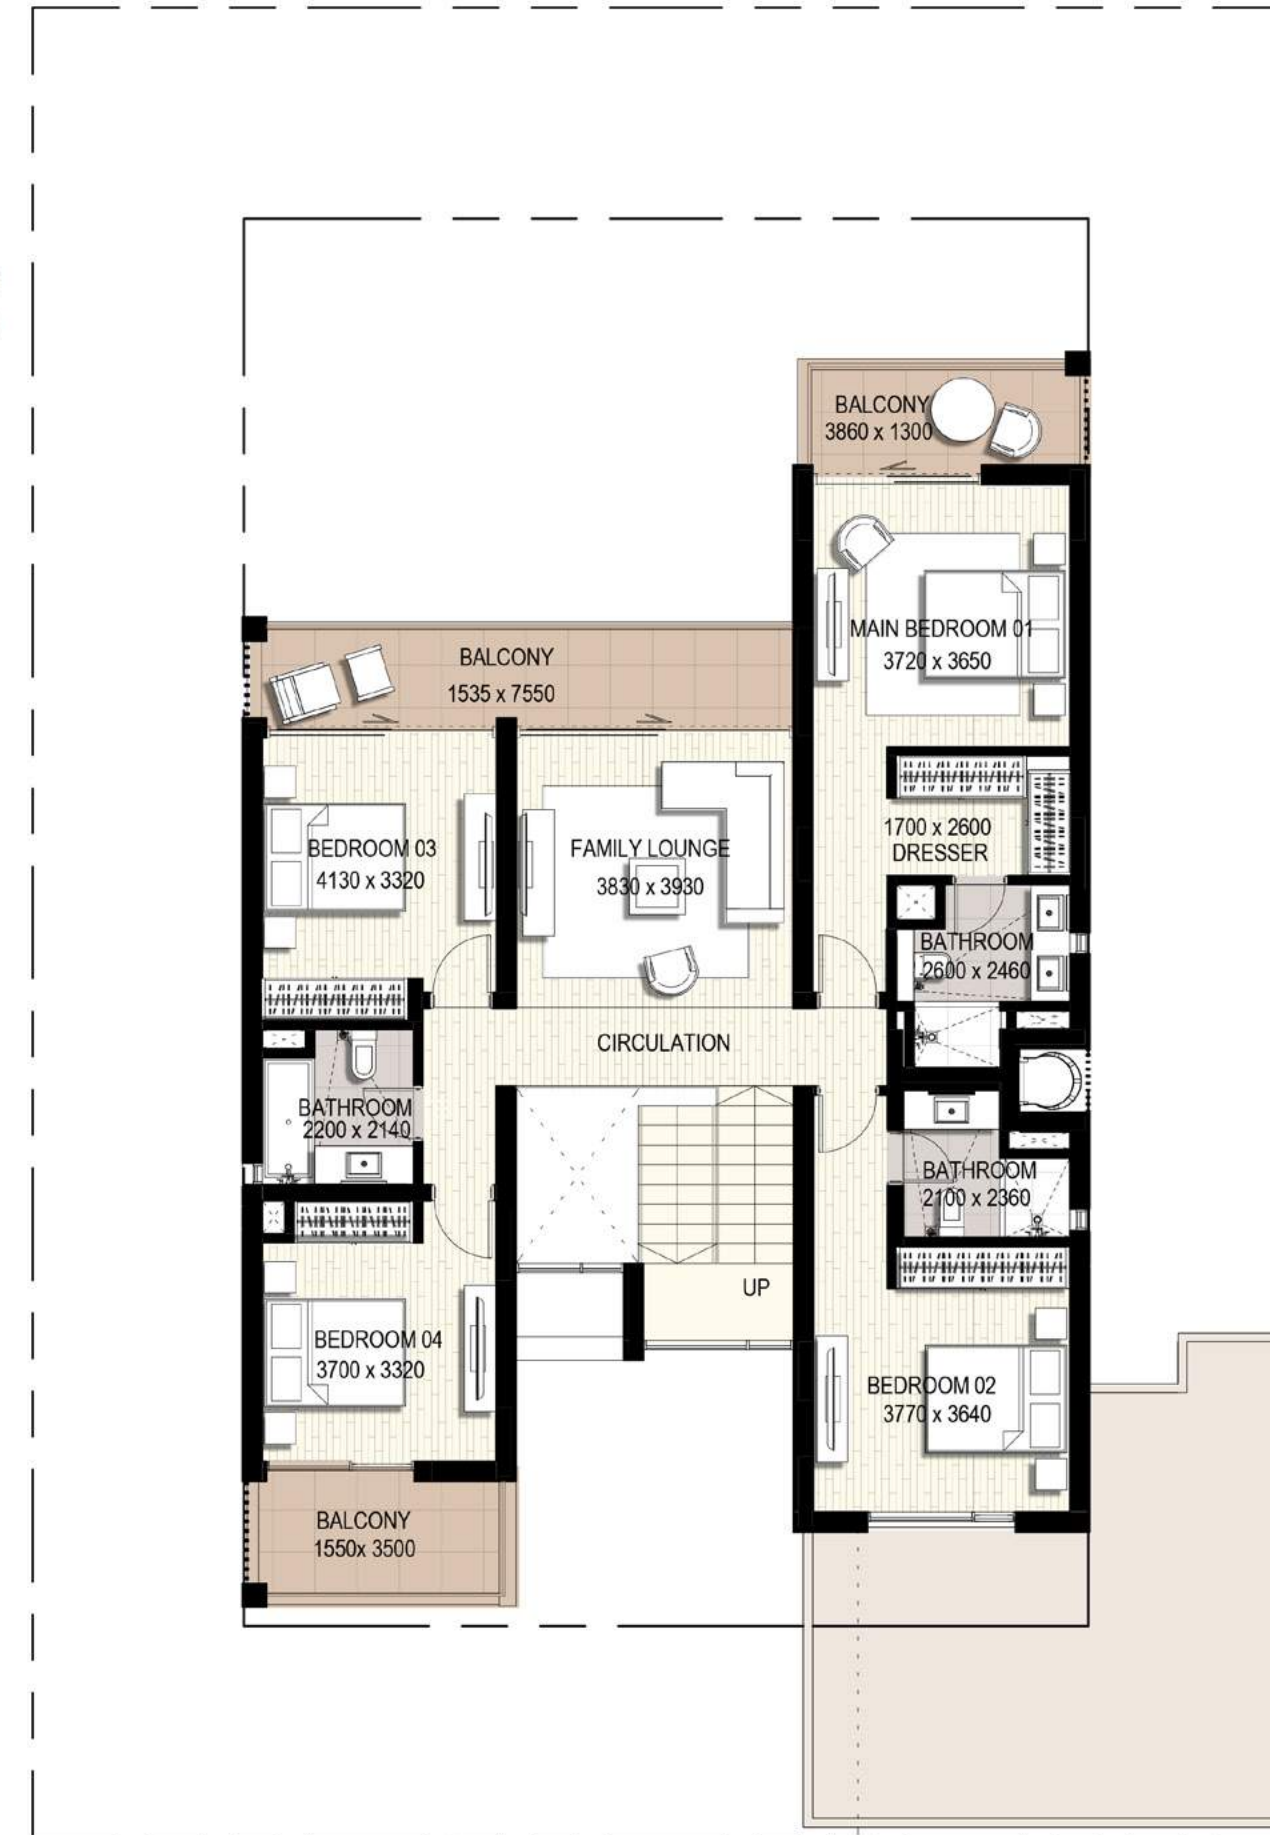 BALCONY
3860 x 1300
MAIN BEDROOM 01
3720 x 3650
BALCONY
1535 x 7550
BEDROOM 03
4130 x 3320
FAMILY LOUNGE
3830 x 3930
1700 x 2600
DRESSER
BATHROOM
2600 x 2460
CIRCULATION
BATHROOM
2200 x 2140
BATHROOM
2100 x 2360
UP
BEDROOM 04
3700 x 3320
BEDROOM 02
3770 x 3640
BALCONY
1550x 3500